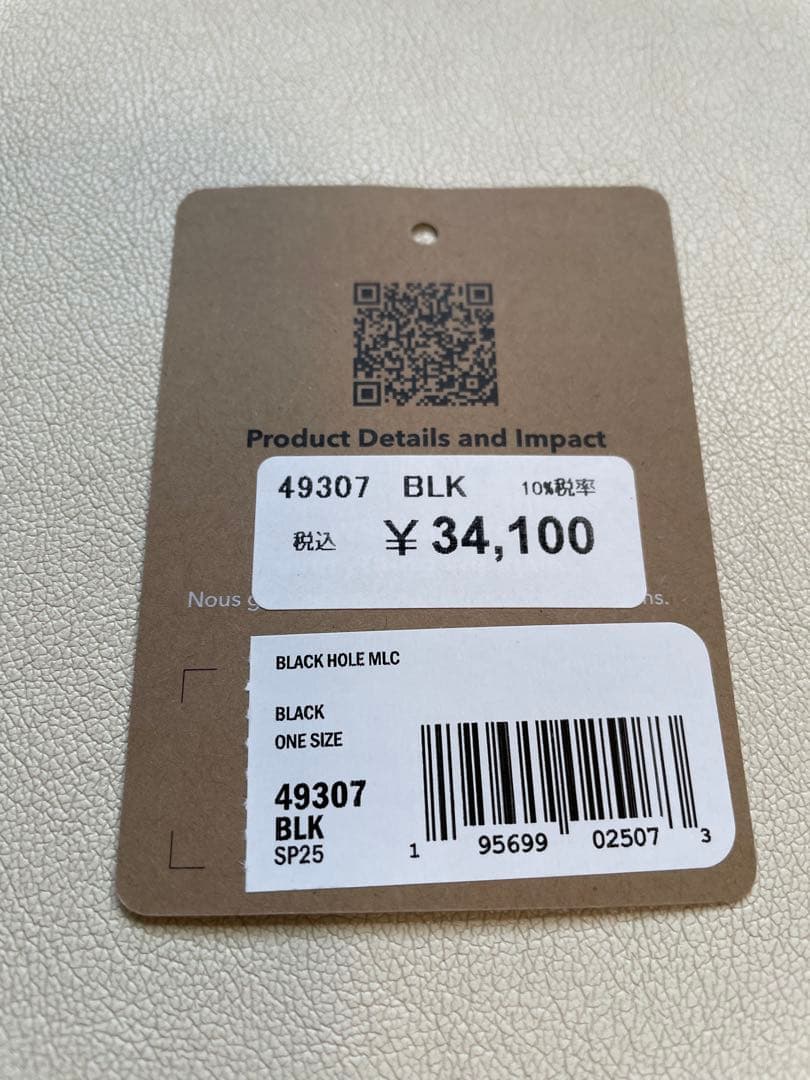 Product Details and Impact
49307 BLK 10%税率
税込 ¥34,100
Nous
BLACK HOLE MLC
BLACK
ONE SIZE
49307
BLK
SP25
1 95699 02507 3